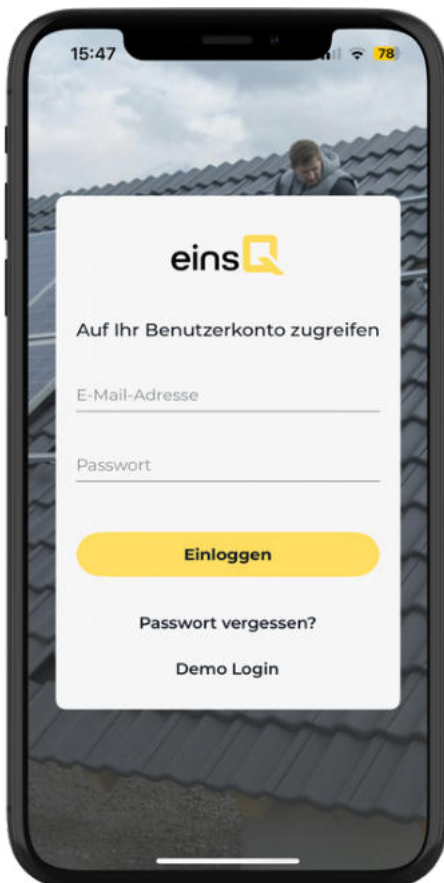 15:47
78
einsQ
Auf Ihr Benutzerkonto zugreifen
E-Mail-Adresse
Passwort
Einloggen
Passwort vergessen?
Demo Login